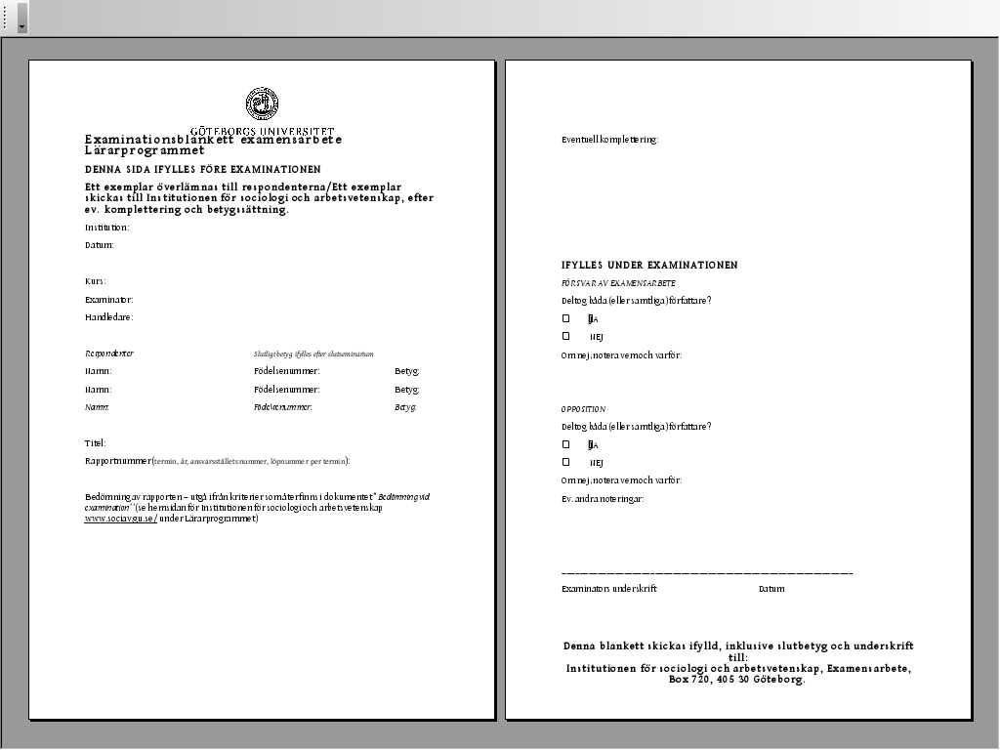 GÖTEBORGS UNIVERSITET
Examinationsblankett examensarbete
Lärarprogrammet
DENNA SIDA IFYLLES FÖRE EXAMINATIONEN
Ett exemplar överlämnas till respondenterna/Ett exemplar
skickas till Institutionen för sociologi och arbetsvetenskap, efter
ev. komplettering och betygssättning.
Institution:
Datum:
Kurs:
Examinator:
Handledare:
Respondenter Slutligt betyg ifylles efter slutseminarium
Namn: Födelsenummer: Betyg:
Namn: Födelsenummer: Betyg:
Namn: Födelsenummer: Betyg:
Titel:
Rapportnummer (termin, år, ansvarsställets nummer, löpnummer per termin):
Bedömning av rapporten – utgå ifrån kriterier som återfinns i dokumentet" Bedömning vid
examination" (se hemsidan för Institutionen för sociologi och arbetsvetenskap
www.sociav.gu.se/ under Lärarprogrammet)
Eventuell komplettering:
IFYLLES UNDER EXAMINATIONEN
FÖRSVAR AV EXAMENSARBETE
Deltog båda (eller samtliga) författare?
JA
NEJ
Om nej, notera vem och varför:
OPPOSITION
Deltog båda (eller samtliga) författare?
JA
NEJ
Om nej, notera vem och varför:
Ev. andra noteringar:
Examinators underskrift Datum
Denna blankett skickas ifylld, inklusive slutbetyg och underskrift
till:
Institutionen för sociologi och arbetsvetenskap, Examensarbete,
Box 720, 405 30 Göteborg.